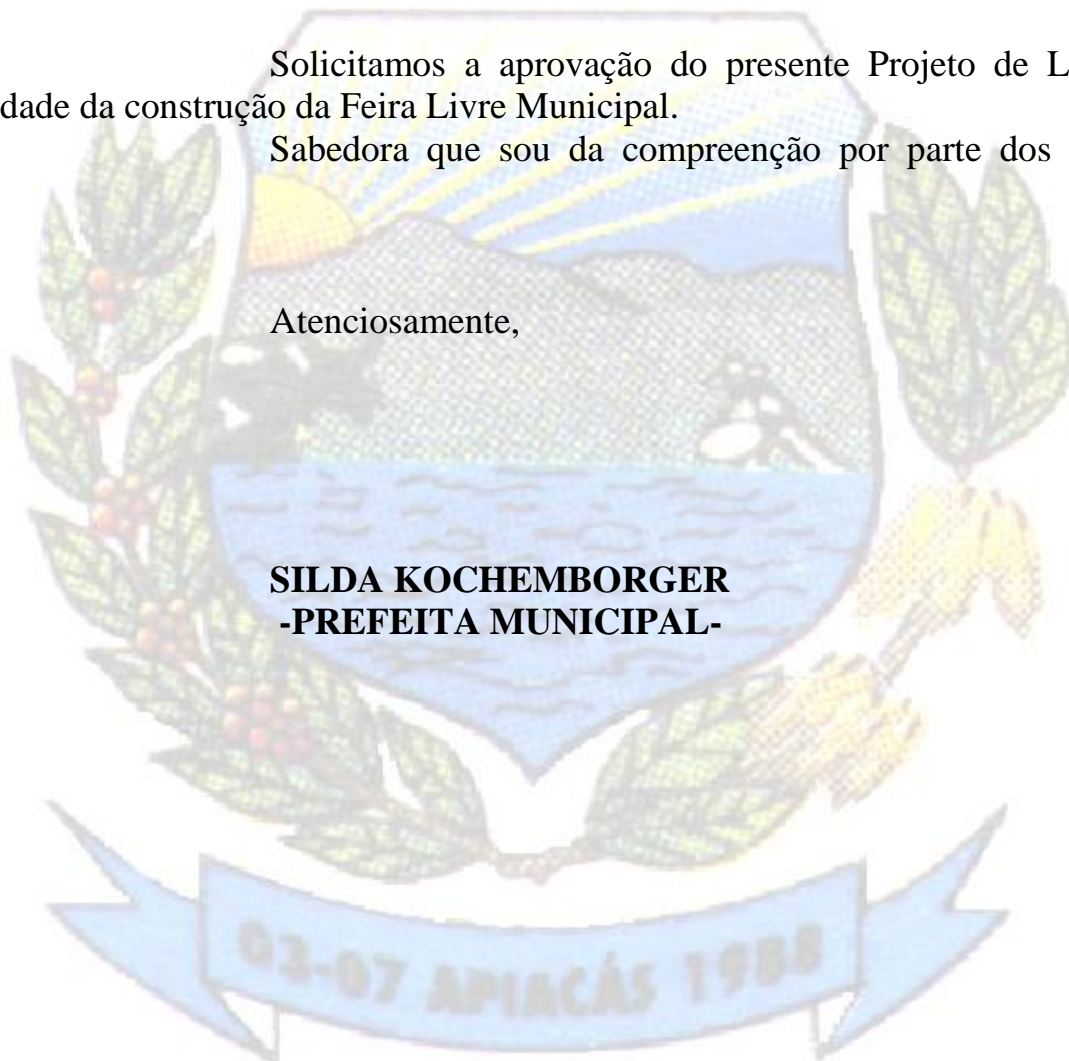 Solicitamos a aprovação do presente Projeto de L
dade da construção da Feira Livre Municipal.
Sabedora que sou da compreenção por parte dos
Atenciosamente,
SILDA KOCHEMBORGER
-PREFEITA MUNICIPAL-
03-07 APIACÁS 1988